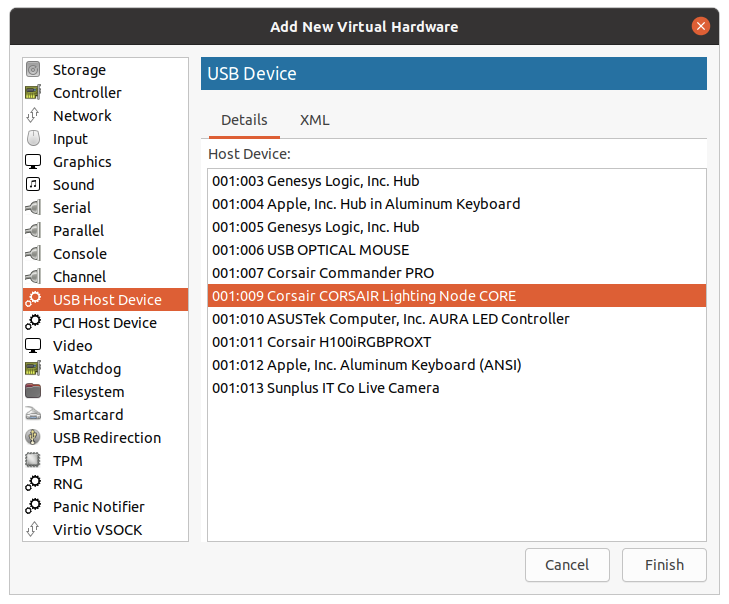 Add New Virtual Hardware
Storage
Controller
Network
Input
Graphics
Sound
Serial
Parallel
Console
Channel
USB Host Device
PCI Host Device
Video
Watchdog
Filesystem
Smartcard
USB Redirection
TPM
RNG
Panic Notifier
Virtio VSOCK
USB Device
Details XML
Host Device:
001:003 Genesys Logic, Inc. Hub
001:004 Apple, Inc. Hub in Aluminum Keyboard
001:005 Genesys Logic, Inc. Hub
001:006 USB OPTICAL MOUSE
001:007 Corsair Commander PRO
001:009 Corsair CORSAIR Lighting Node CORE
001:010 ASUSTek Computer, Inc. AURA LED Controller
001:011 Corsair H100iRGBPROXT
001:012 Apple, Inc. Aluminum Keyboard (ANSI)
001:013 Sunplus IT Co Live Camera
Cancel Finish